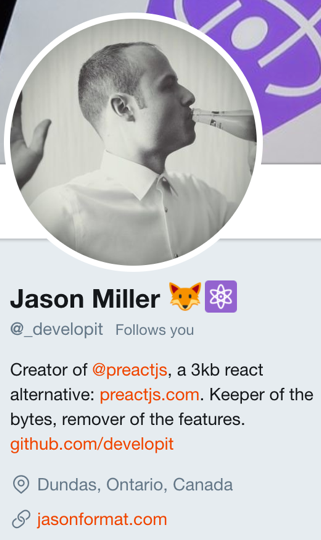 Jason Miller 🦊⚛️
@_developit Follows you
Creator of @preactjs, a 3kb react
alternative: preactjs.com. Keeper of the
bytes, remover of the features.
github.com/developit
Dundas, Ontario, Canada
jasonformat.com